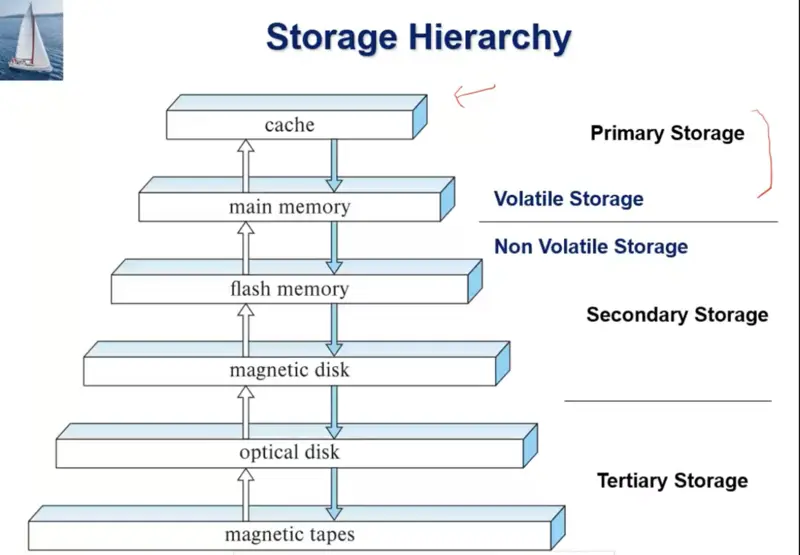 Storage Hierarchy
cache
Primary Storage
main memory
Volatile Storage
Non Volatile Storage
flash memory
Secondary Storage
magnetic disk
optical disk
Tertiary Storage
magnetic tapes